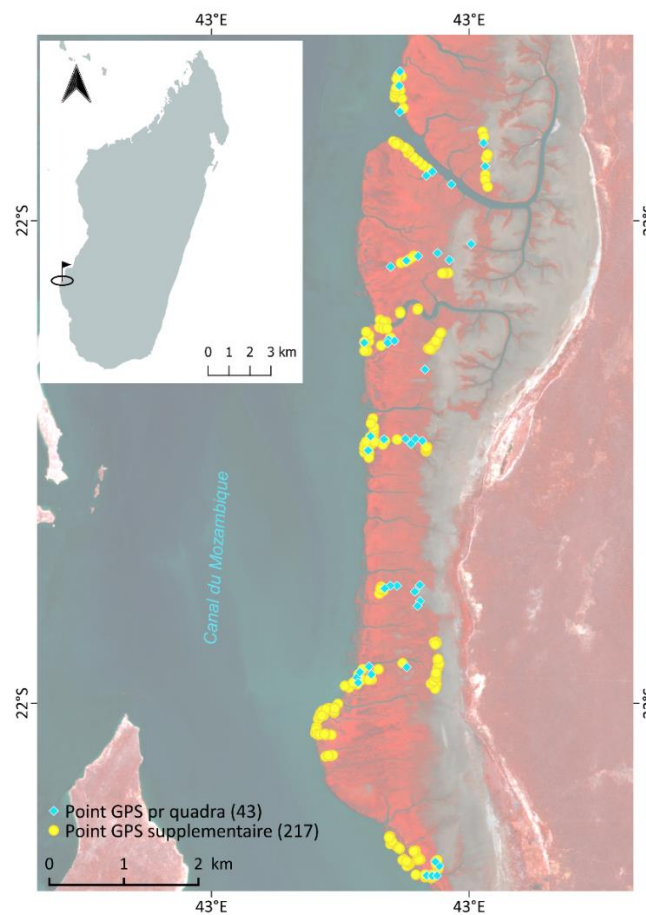 43°E 43°E
0 1 2 3 km
22°S 22°S
Canal du Mozambique
22°S 22°S
Point GPS pr quadra (43)
Point GPS supplementaire (217)
0 1 2 km
43°E 43°E